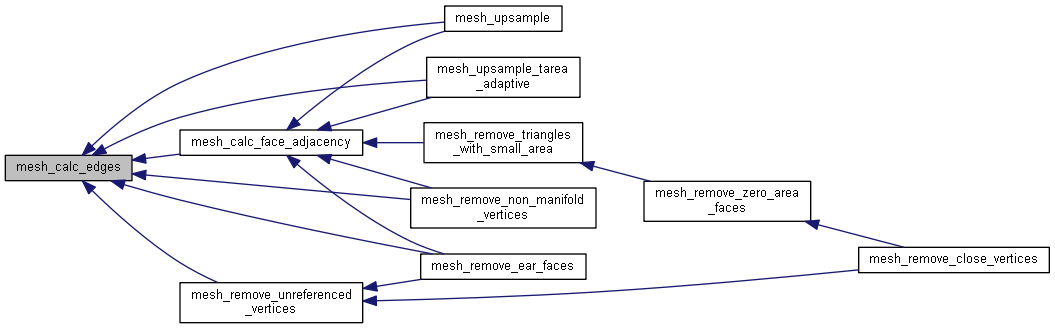 mesh_upsample
mesh_upsample_tarea
_adaptive
mesh_calc_face_adjacency
mesh_remove_triangles
_with_small_area
mesh_calc_edges
mesh_remove_zero_area
_faces
mesh_remove_non_manifold
_vertices
mesh_remove_close_vertices
mesh_remove_ear_faces
mesh_remove_unreferenced
_vertices